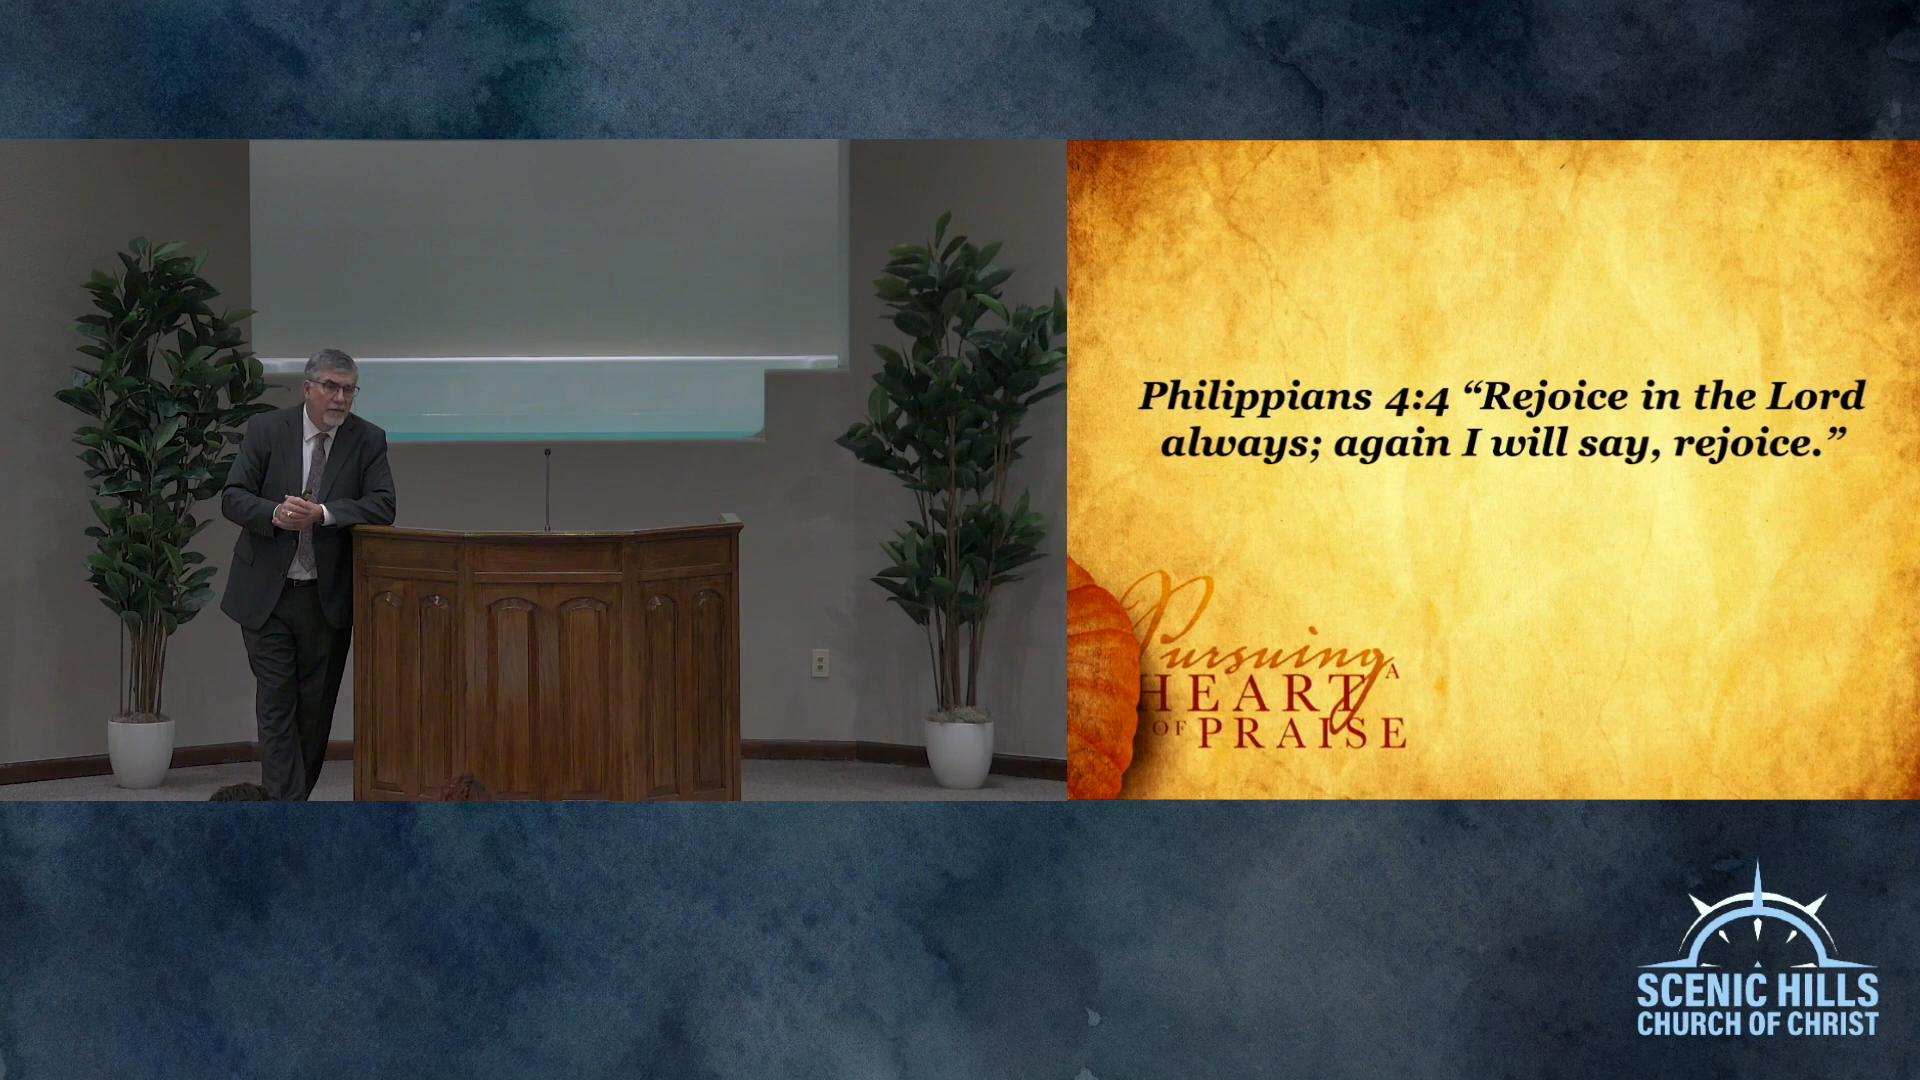 Philippians 4:4 “Rejoice in the Lord
always; again I will say, rejoice.”
Pursuing A
HEART
OF PRAISE
SCENIC HILLS
CHURCH OF CHRIST